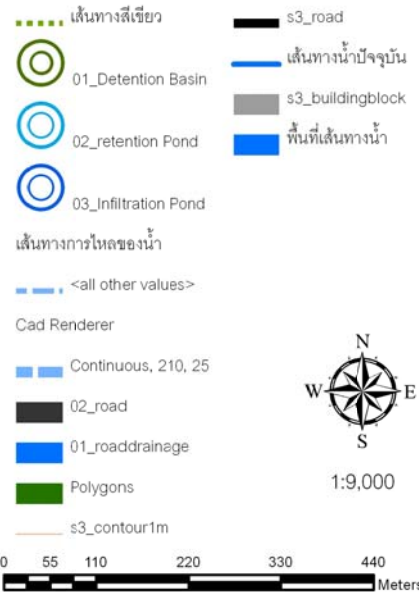 เส้นทางสีเขียว
01_Detention Basin
02_retention Pond
03_Infiltration Pond
เส้นทางการไหลของน้ำ
<all other values>
Cad Renderer
Continuous, 210, 25
02_road
01_roaddrainage
Polygons
s3_contour1m
s3_road
เส้นทางน้ำปัจจุบัน
s3_buildingblock
พื้นที่เส้นทางน้ำ
N
W E
S
1:9,000
0 55 110 220 330 440
Meters